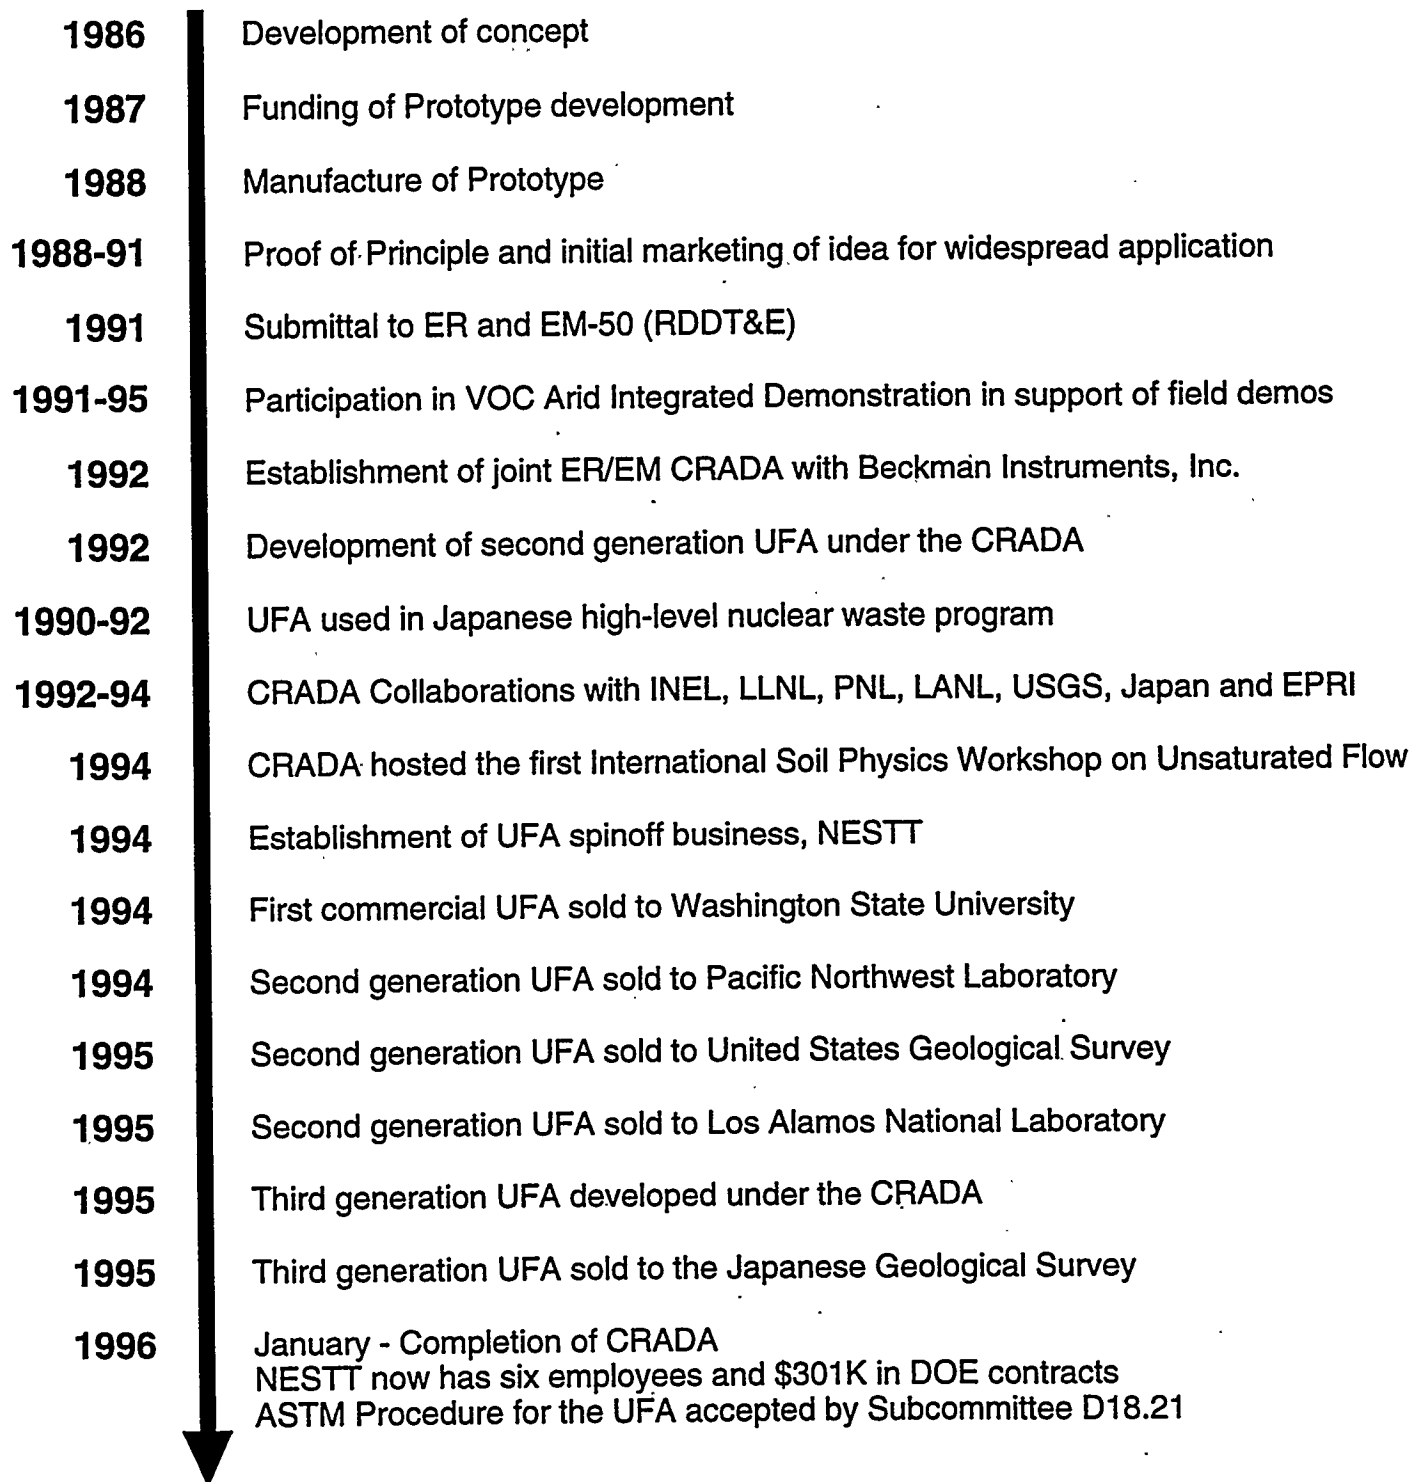 1986 Development of concept
1987 Funding of Prototype development
1988 Manufacture of Prototype
1988-91 Proof of Principle and initial marketing of idea for widespread application
1991 Submittal to ER and EM-50 (RDDT&E)
1991-95 Participation in VOC Arid Integrated Demonstration in support of field demos
1992 Establishment of joint ER/EM CRADA with Beckman Instruments, Inc.
1992 Development of second generation UFA under the CRADA
1990-92 UFA used in Japanese high-level nuclear waste program
1992-94 CRADA Collaborations with INEL, LLNL, PNL, LANL, USGS, Japan and EPRI
1994 CRADA hosted the first International Soil Physics Workshop on Unsaturated Flow
1994 Establishment of UFA spinoff business, NESTT
1994 First commercial UFA sold to Washington State University
1994 Second generation UFA sold to Pacific Northwest Laboratory
1995 Second generation UFA sold to United States Geological Survey
1995 Second generation UFA sold to Los Alamos National Laboratory
1995 Third generation UFA developed under the CRADA
1995 Third generation UFA sold to the Japanese Geological Survey
1996 January - Completion of CRADA
NESTT now has six employees and $301K in DOE contracts
ASTM Procedure for the UFA accepted by Subcommittee D18.21